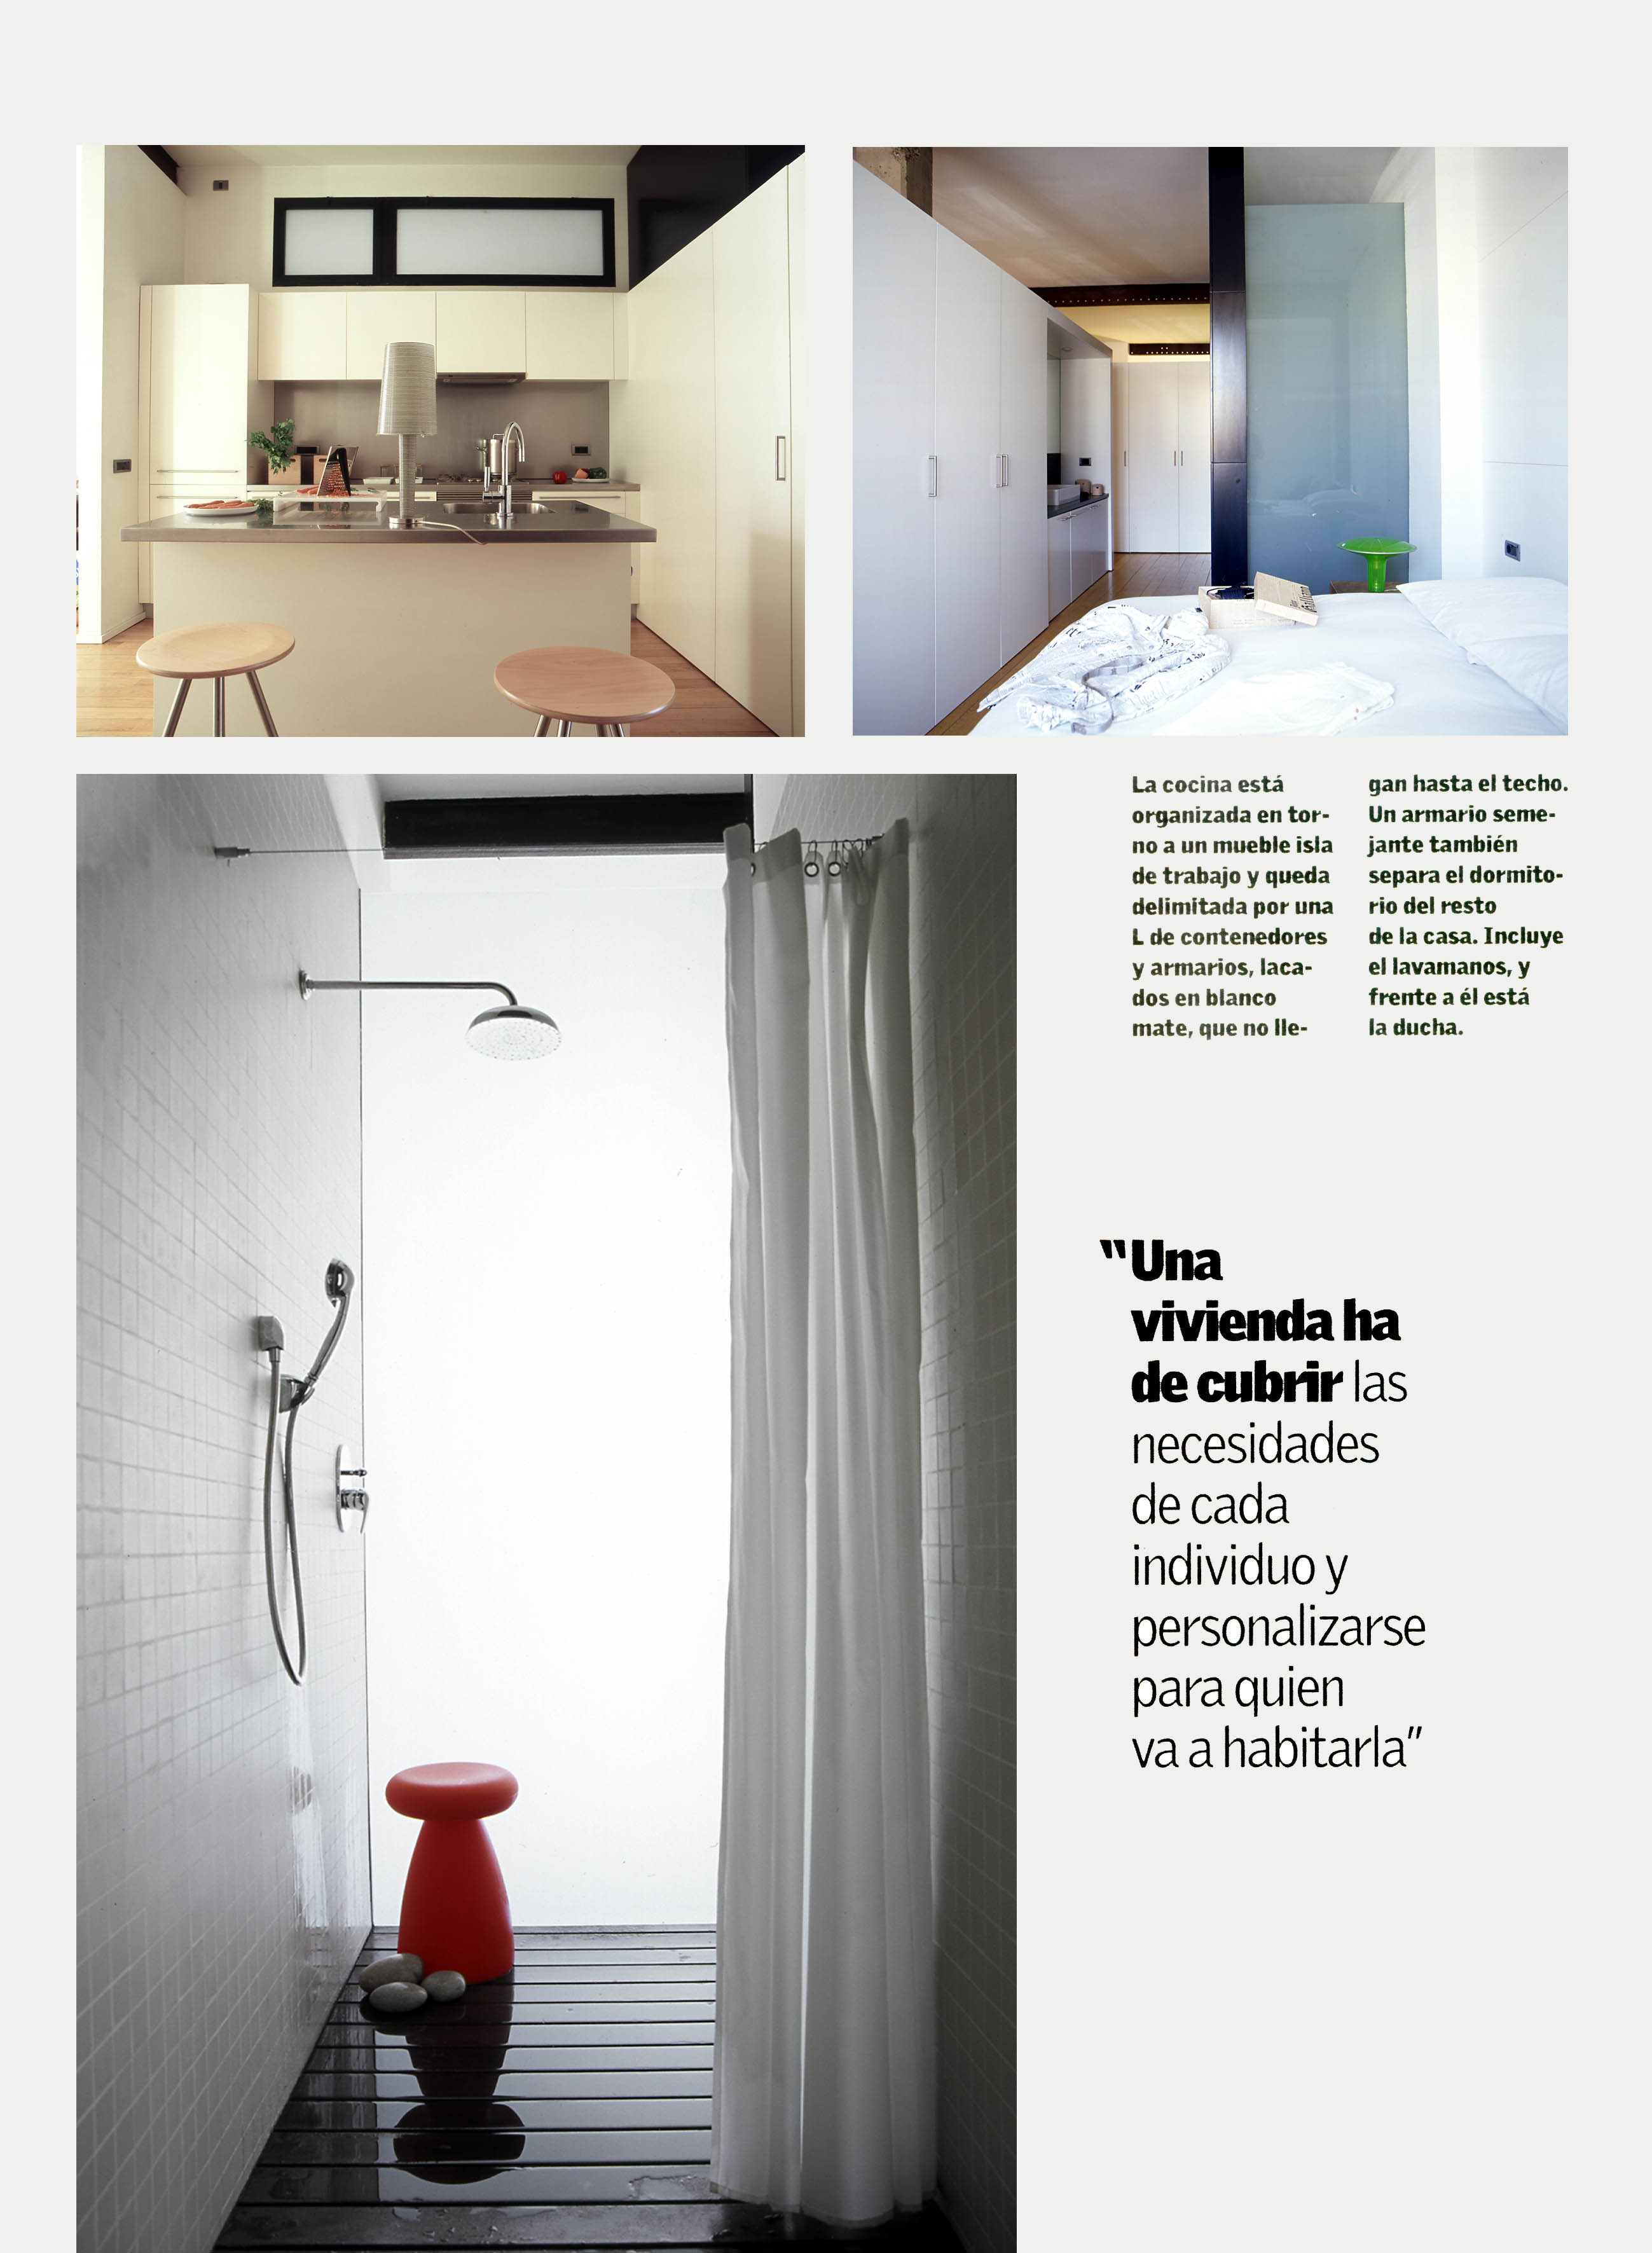 La cocina está
organizada en tor-
no a un mueble isla
de trabajo y queda
delimitada por una
L de contenedores
y armarios, laca-
dos en blanco
mate, que no lle-
gan hasta el techo.
Un armario seme-
jante también
separa el dormito-
rio del resto
de la casa. Incluye
el lavamanos, y
frente a él está
la ducha.
“Una
vivienda ha
de cubrir las
necesidades
de cada
individuo y
personalizarse
para quien
va a habitarla”